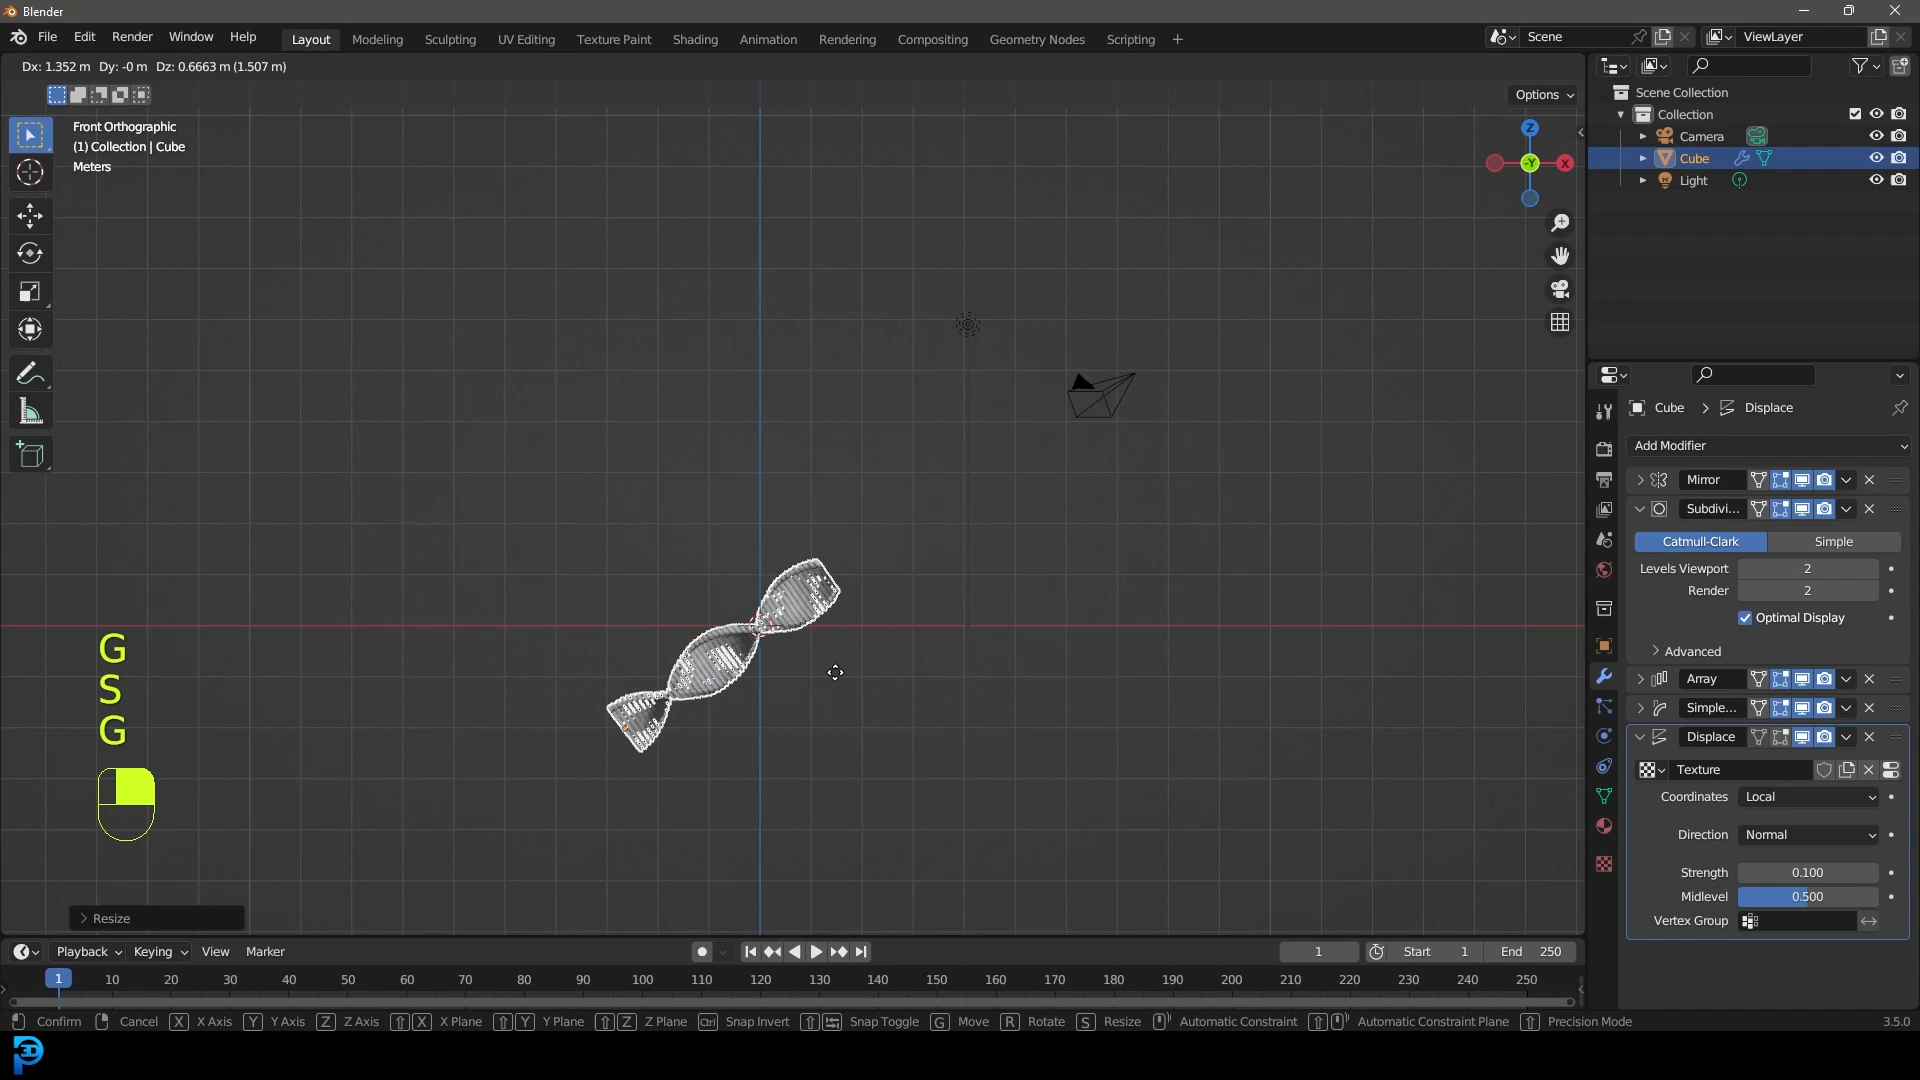 Blender
File Edit Render Window Help Layout Modeling Sculpting UV Editing Texture Paint Shading Animation Rendering Compositing Geometry Nodes Scripting + Scene ViewLayer
Dx: 1.352 m Dy: -0 m Dz: 0.6663 m (1.507 m)
Options
Front Orthographic
(1) Collection | Cube
Meters
Z
-Y
X
Scene Collection
Collection
Camera
Cube
Light
Cube > Displace
Add Modifier
Mirror
Subdivi...
Catmull-Clark Simple
Levels Viewport 2
Render 2
Optimal Display
Advanced
Array
Simple...
Displace
Texture
Coordinates Local
Direction Normal
Strength 0.100
Midlevel 0.500
Vertex Group
G
S
G
Resize
Playback Keying View Marker 1 Start 1 End 250
1 10 20 30 40 50 60 70 80 90 100 110 120 130 140 150 160 170 180 190 200 210 220 230 240 250
Confirm Cancel X X Axis Y Y Axis Z Z Axis X X Plane Y Y Plane Z Z Plane Ctrl Snap Invert Snap Toggle G Move R Rotate S Resize Automatic Constraint Automatic Constraint Plane Precision Mode 3.5.0
3D